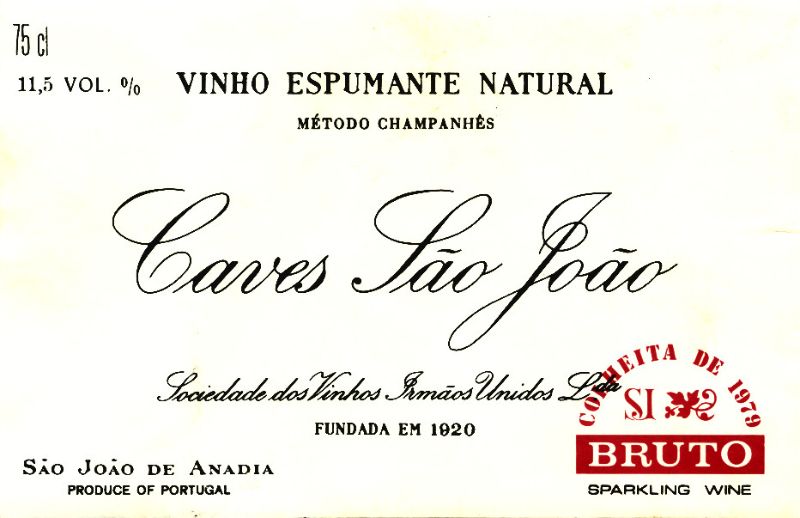 75 cl
11,5 VOL. %
VINHO ESPUMANTE NATURAL
MÉTODO CHAMPANHÊS
Caves São João
Sociedade dos Vinhos Irmãos Unidos Lda
FUNDADA EM 1920
COLHEITA DE 1979
SJ
BRUTO
SPARKLING WINE
SÃO JOÃO DE ANADIA
PRODUCE OF PORTUGAL